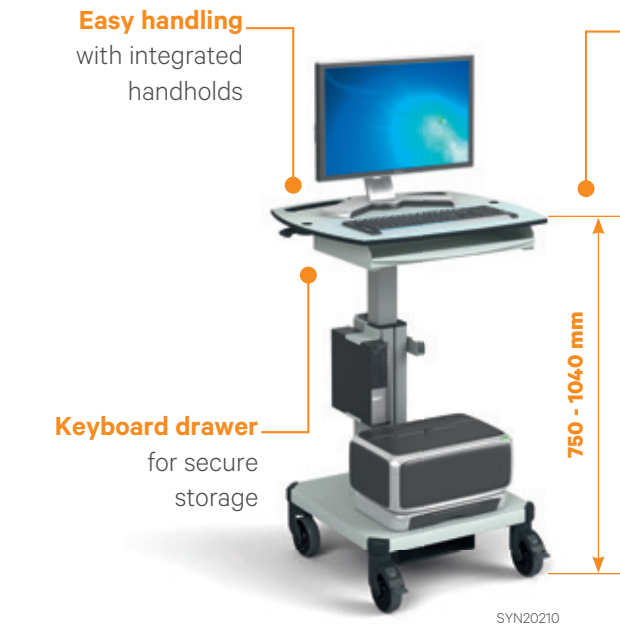 Easy handling
with integrated
handholds
750 - 1040 mm
Keyboard drawer
for secure
storage
SYN20210